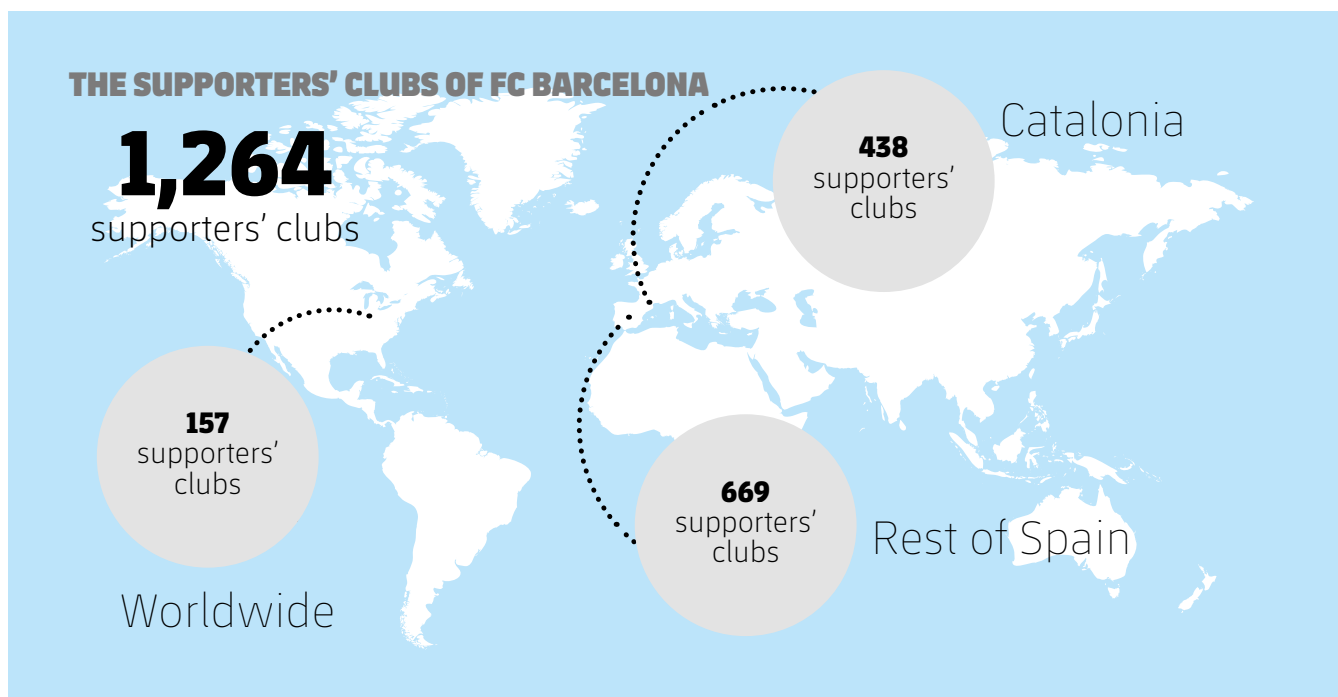 THE SUPPORTERS' CLUBS OF FC BARCELONA
1,264
supporters' clubs
438
supporters'
clubs
Catalonia
157
supporters'
clubs
Worldwide
669
supporters'
clubs
Rest of Spain